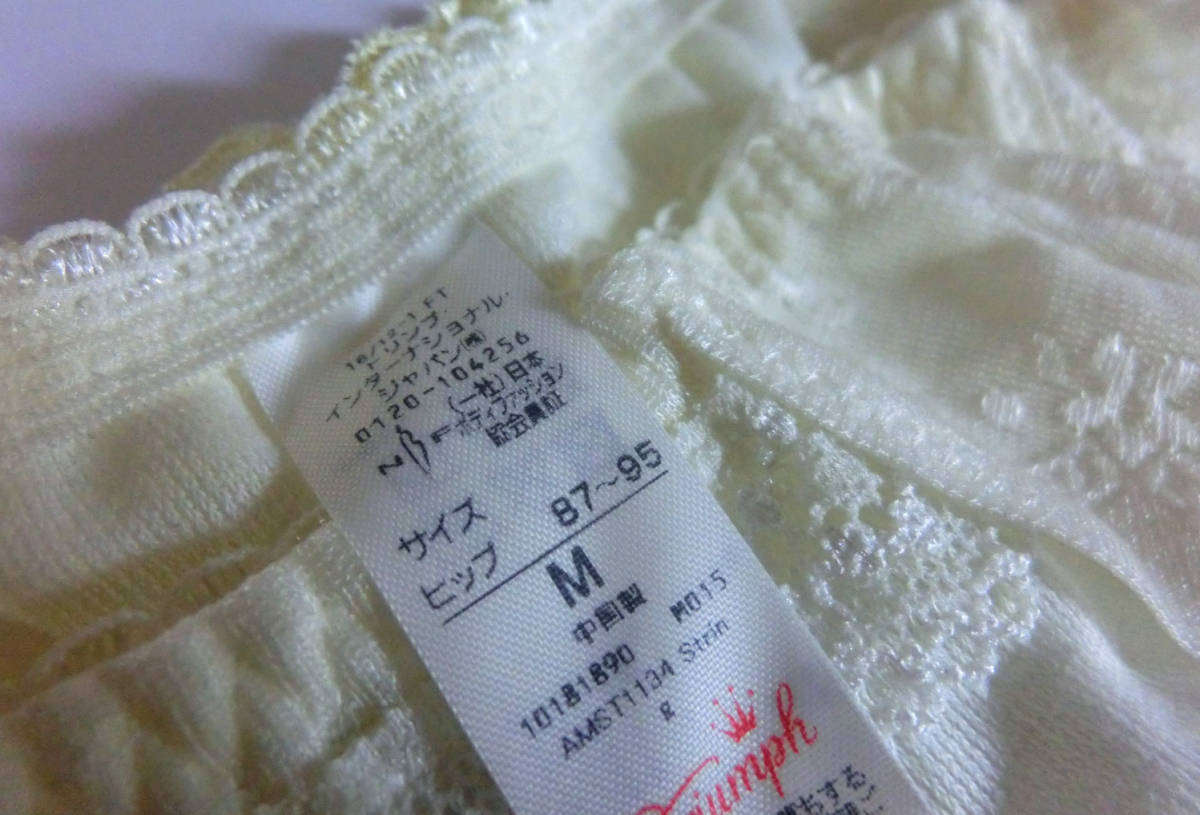 トリンプ・
インターナショナル・
ジャパン㈱
0120-104256
(一社)日本
ボディファッション
協会員証
サイズ
ヒップ 87～95
M
中国製
10181890 M015
AMST1134 Strin
g
Triumph